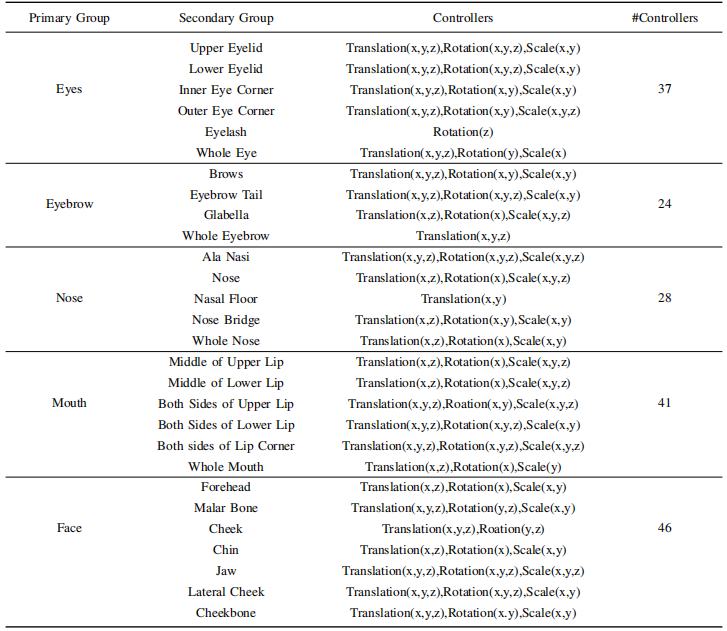 Primary Group Secondary Group Controllers #Controllers
Upper Eyelid Translation(x,y,z),Rotation(x,y,z),Scale(x,y)
Lower Eyelid Translation(x,y,z),Rotation(x,y,z),Scale(x,y)
Eyes Inner Eye Corner Translation(x,y,z),Rotation(x,y),Scale(x,y) 37
Outer Eye Corner Translation(x,y,z),Rotation(x,y),Scale(x,y,z)
Eyelash Rotation(z)
Whole Eye Translation(x,y,z),Rotation(y),Scale(x)
Brows Translation(x,y,z),Rotation(x,y),Scale(x,y)
Eyebrow Eyebrow Tail Translation(x,y,z),Rotation(x,y,z),Scale(x,y) 24
Glabella Translation(x,z),Rotation(x),Scale(x,y,z)
Whole Eyebrow Translation(x,y,z)
Ala Nasi Translation(x,y,z),Rotation(x,y,z),Scale(x,y,z)
Nose Translation(x,z),Rotation(x),Scale(x,y,z)
Nose Nasal Floor Translation(x,y) 28
Nose Bridge Translation(x,z),Rotation(x,y),Scale(x,y)
Whole Nose Translation(x,z),Rotation(x),Scale(x,y)
Middle of Upper Lip Translation(x,z),Rotation(x),Scale(x,y,z)
Middle of Lower Lip Translation(x,z),Rotation(x),Scale(x,y,z)
Mouth Both Sides of Upper Lip Translation(x,y,z),Roation(x,y),Scale(x,y,z) 41
Both Sides of Lower Lip Translation(x,y,z),Rotation(x,y,z),Scale(x,y)
Both sides of Lip Corner Translation(x,y,z),Rotation(x,y,z),Scale(x,y,z)
Whole Mouth Translation(x,z),Rotation(x),Scale(y)
Forehead Translation(x,z),Rotation(x),Scale(x,y)
Malar Bone Translation(x,y,z),Rotation(y,z),Scale(x,y)
Face Cheek Translation(x,y,z),Roation(y,z) 46
Chin Translation(x,z),Rotation(x),Scale(x,y)
Jaw Translation(x,y,z),Rotation(x,y,z),Scale(x,y,z)
Lateral Cheek Translation(x,y,z),Rotation(x,y,z),Scale(x,y)
Cheekbone Translation(x,y,z),Rotation(x.y),Scale(x,y)